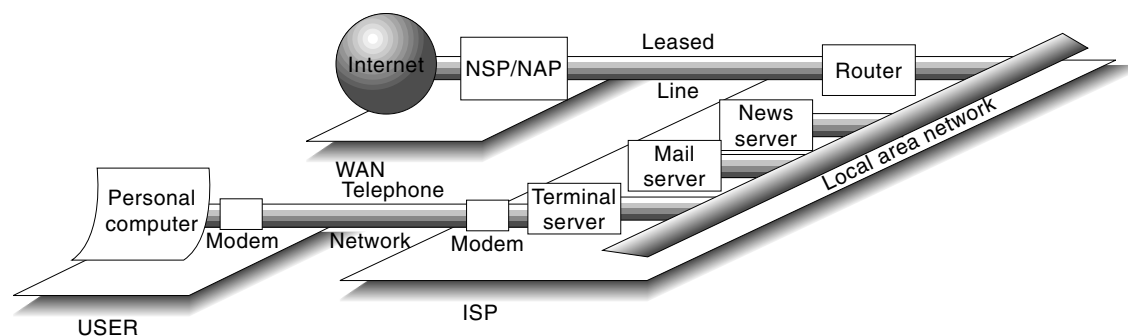 Leased
Internet
NSP/NAP
Router
Line
News
server
Mail
server
Local area network
WAN
Telephone
Personal
computer
Terminal
server
Modem
Network
Modem
ISP
USER